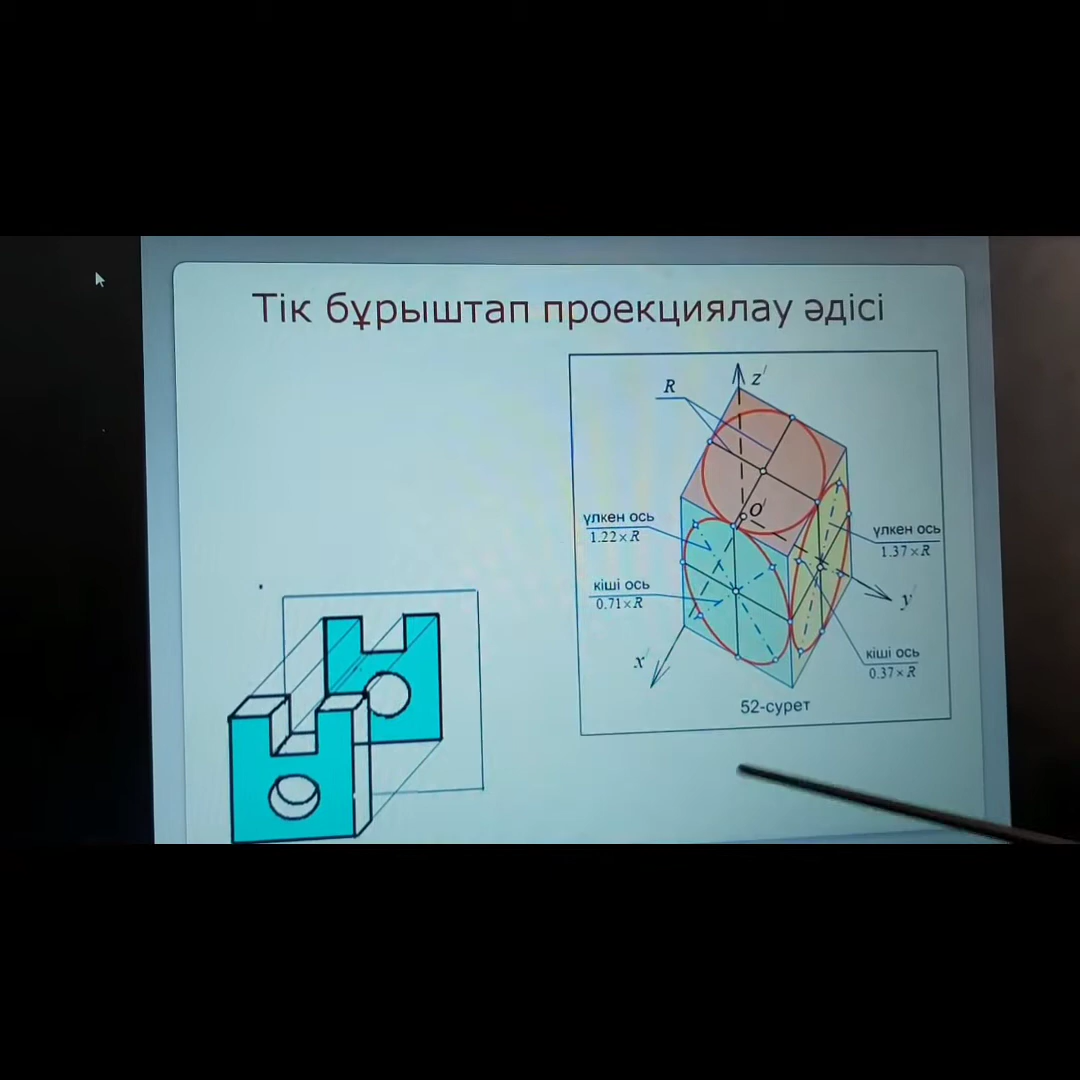 Тік бұрыштап проекциялау әдісі
R
z'
O'
үлкен ось
1.22×R
үлкен ось
1.37×R
кіші ось
0.71×R
y'
x'
кіші ось
0.37×R
52-сурет